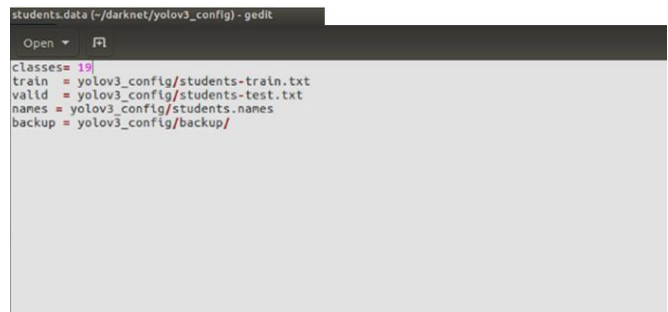 students.data (~/darknet/yolov3_config) - gedit
Open
classes= 19
train  = yolov3_config/students-train.txt
valid  = yolov3_config/students-test.txt
names = yolov3_config/students.names
backup = yolov3_config/backup/